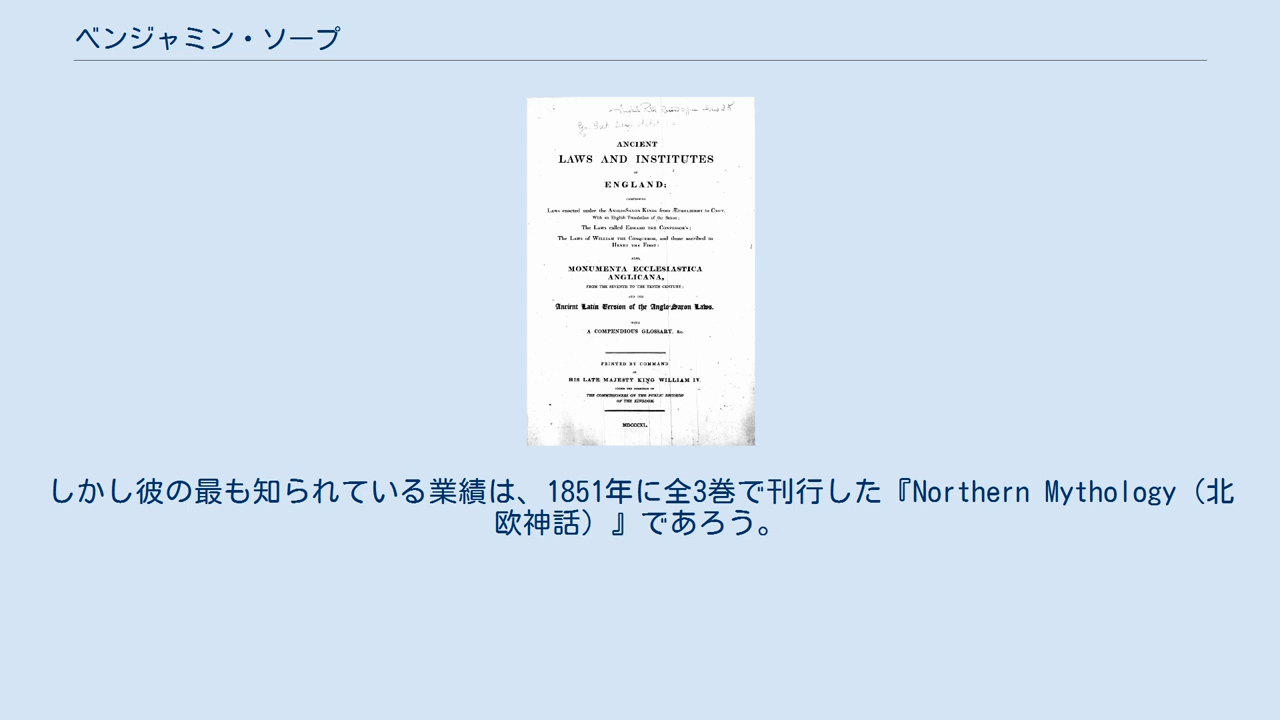 ベンジャミン・ソープ
ANCIENT
LAWS AND INSTITUTES
OF
ENGLAND;
COMPRISING
Laws enacted under the Anglo-Saxon Kings from Æthelbirht to Cnut,
With an English Translation of the Saxon;
The Laws called Edward the Confessor's;
The Laws of William the Conqueror, and those ascribed to
Henry the First:
ALSO,
MONUMENTA ECCLESIASTICA
ANGLICANA,
FROM THE SEVENTH TO THE TENTH CENTURY;
AND THE
Ancient Latin Version of the Anglo-Saxon Laws.
WITH
A COMPENDIOUS GLOSSARY, &c.
PRINTED BY COMMAND
OF
HIS LATE MAJESTY KING WILLIAM IV.
UNDER THE DIRECTION OF
THE COMMISSIONERS ON THE PUBLIC RECORDS
OF THE KINGDOM.
MDCCCXL.
しかし彼の最も知られている業績は、1851年に全3巻で刊行した『Northern Mythology（北
欧神話）』であろう。